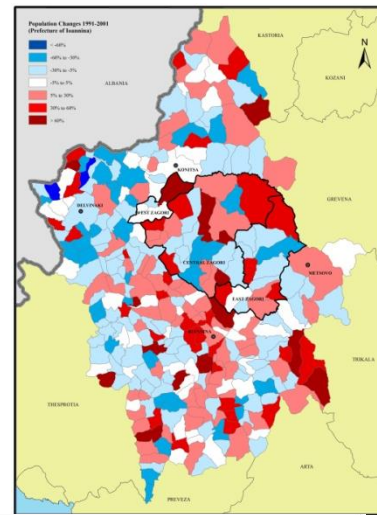 Population Changes 1991-2001
(Prefecture of Ioannina)
< -60%
-60% to -30%
-30% to -5%
-5% to 5%
5% to 30%
30% to 60%
> 60%
KASTORIA
N
KOZANI
ALBANIA
KONITSA
GREVENA
WEST ZAGORI
DELVINAKI
CENTRAL ZAGORI
METSOVO
EAST ZAGORI
IOANNINA
TRIKALA
THESPROTIA
ARTA
PREVEZA